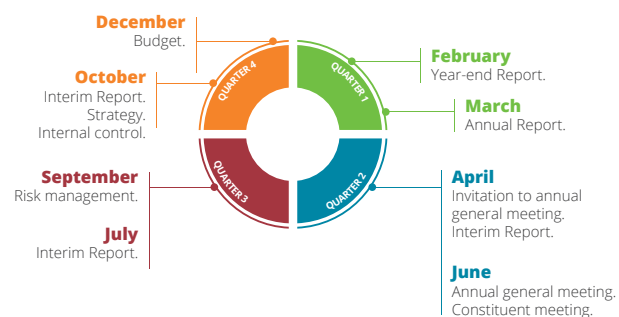 December
Budget.
October
Interim Report.
Strategy.
Internal control.
QUARTER 4
QUARTER 1
February
Year-end Report.
March
Annual Report.
September
Risk management.
July
Interim Report.
QUARTER 3
QUARTER 2
April
Invitation to annual
general meeting.
Interim Report.
June
Annual general meeting.
Constituent meeting.